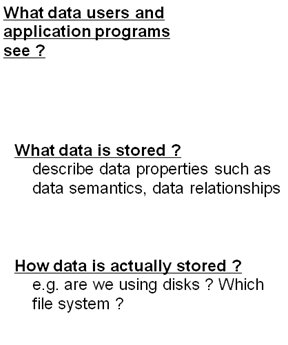 What data users and
application programs
see ?
What data is stored ?
describe data properties such as
data semantics, data relationships
How data is actually stored ?
e.g. are we using disks ? Which
file system ?